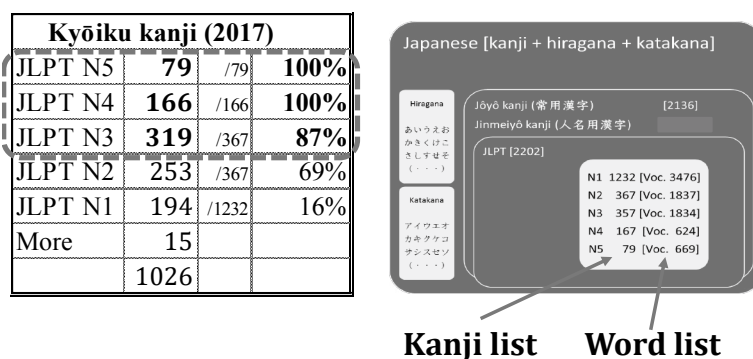 Kyōiku kanji (2017)
JLPT N5 79 /79 100%
JLPT N4 166 /166 100%
JLPT N3 319 /367 87%
JLPT N2 253 /367 69%
JLPT N1 194 /1232 16%
More 15
1026
Japanese [kanji + hiragana + katakana]
Hiragana
あいうえお
かきくけこ
さしすせそ
(・・・)
Katakana
アイウエオ
カキクケコ
サシスセソ
(・・・)
Jôyô kanji (常用漢字) [2136]
Jinmeiyô kanji (人名用漢字)
JLPT [2202]
N1 1232 [Voc. 3476]
N2 367 [Voc. 1837]
N3 357 [Voc. 1834]
N4 167 [Voc. 624]
N5 79 [Voc. 669]
Kanji list Word list